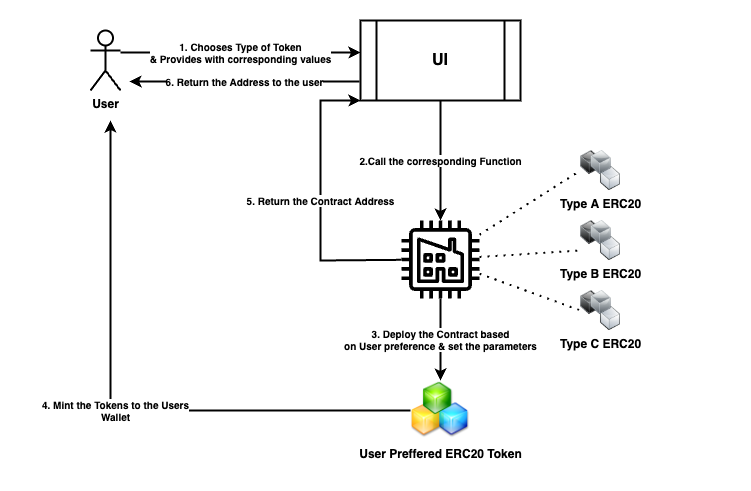 1. Chooses Type of Token
& Provides with corresponding values
UI
6. Return the Address to the user
User
2.Call the corresponding Function
5. Return the Contract Address
Type A ERC20
Type B ERC20
Type C ERC20
3. Deploy the Contract based
on User preference & set the parameters
4. Mint the Tokens to the Users
Wallet
User Preffered ERC20 Token